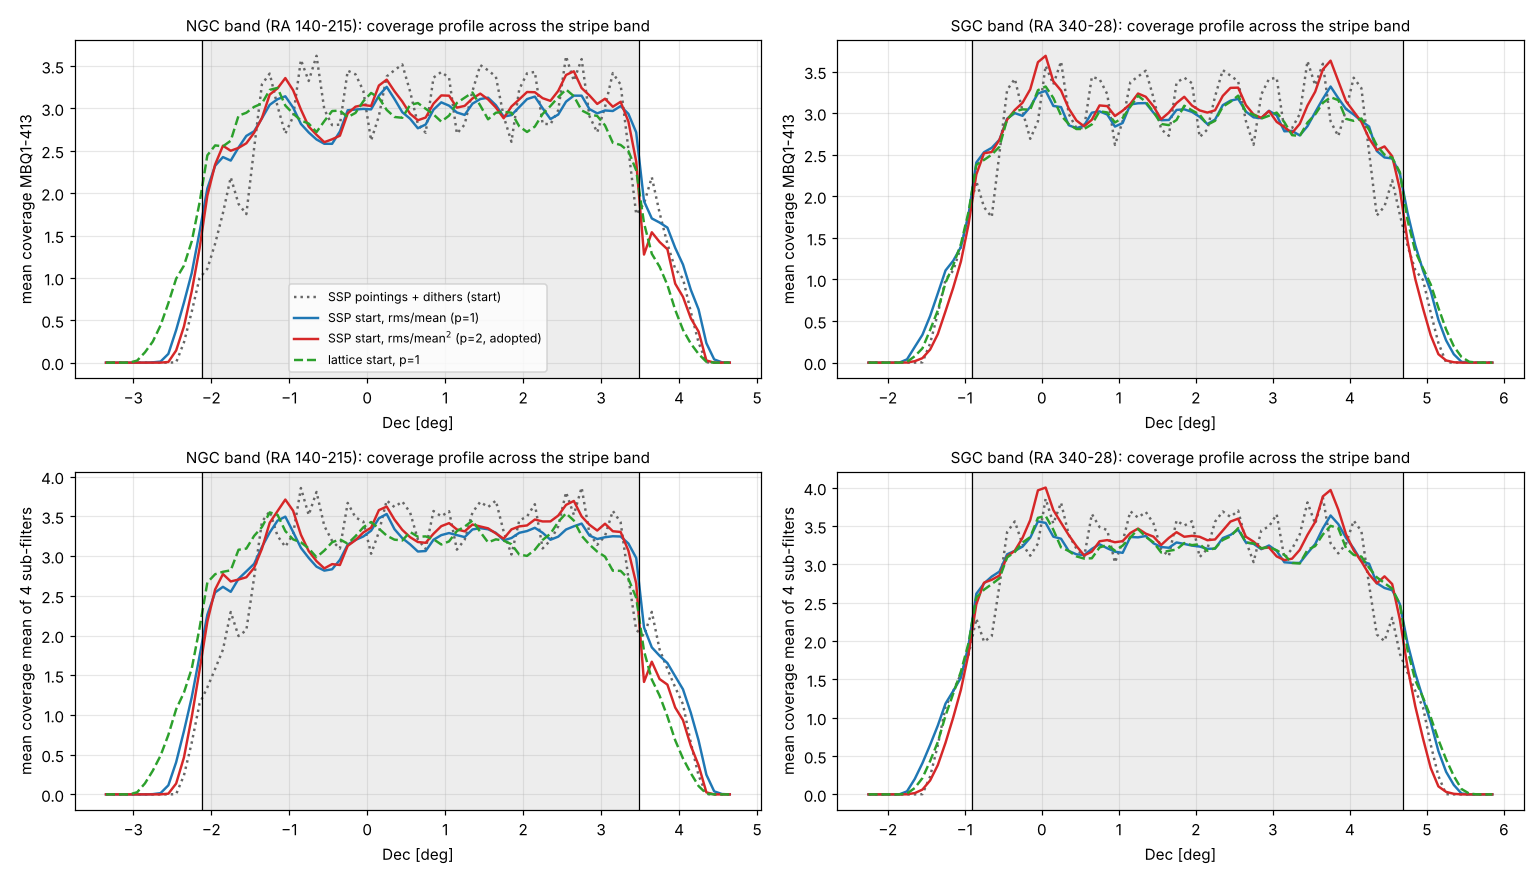 NGC band (RA 140-215): coverage profile across the stripe band
mean coverage MBQ1-413
3.5
3.0
2.5
2.0
1.5
1.0
0.5
0.0
SSP pointings + dithers (start)
SSP start, rms/mean (p=1)
SSP start, rms/mean² (p=2, adopted)
lattice start, p=1
−3 −2 −1 0 1 2 3 4 5
Dec [deg]
SGC band (RA 340-28): coverage profile across the stripe band
mean coverage MBQ1-413
3.5
3.0
2.5
2.0
1.5
1.0
0.5
0.0
−2 −1 0 1 2 3 4 5 6
Dec [deg]
NGC band (RA 140-215): coverage profile across the stripe band
mean coverage mean of 4 sub-filters
4.0
3.5
3.0
2.5
2.0
1.5
1.0
0.5
0.0
−3 −2 −1 0 1 2 3 4 5
Dec [deg]
SGC band (RA 340-28): coverage profile across the stripe band
mean coverage mean of 4 sub-filters
4.0
3.5
3.0
2.5
2.0
1.5
1.0
0.5
0.0
−2 −1 0 1 2 3 4 5 6
Dec [deg]